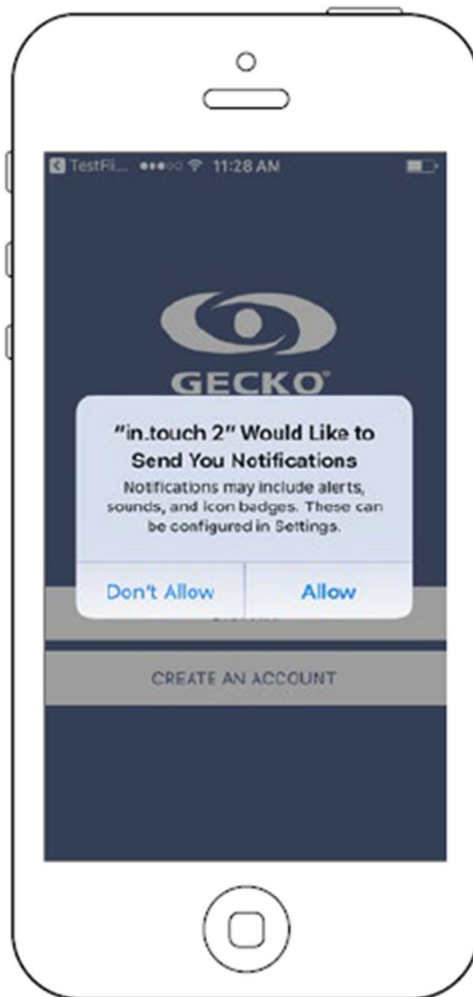 TestFli... 11:28 AM
GECKO®
"in.touch 2" Would Like to
Send You Notifications
Notifications may include alerts,
sounds, and icon badges. These can
be configured in Settings.
Don't Allow Allow
CREATE AN ACCOUNT